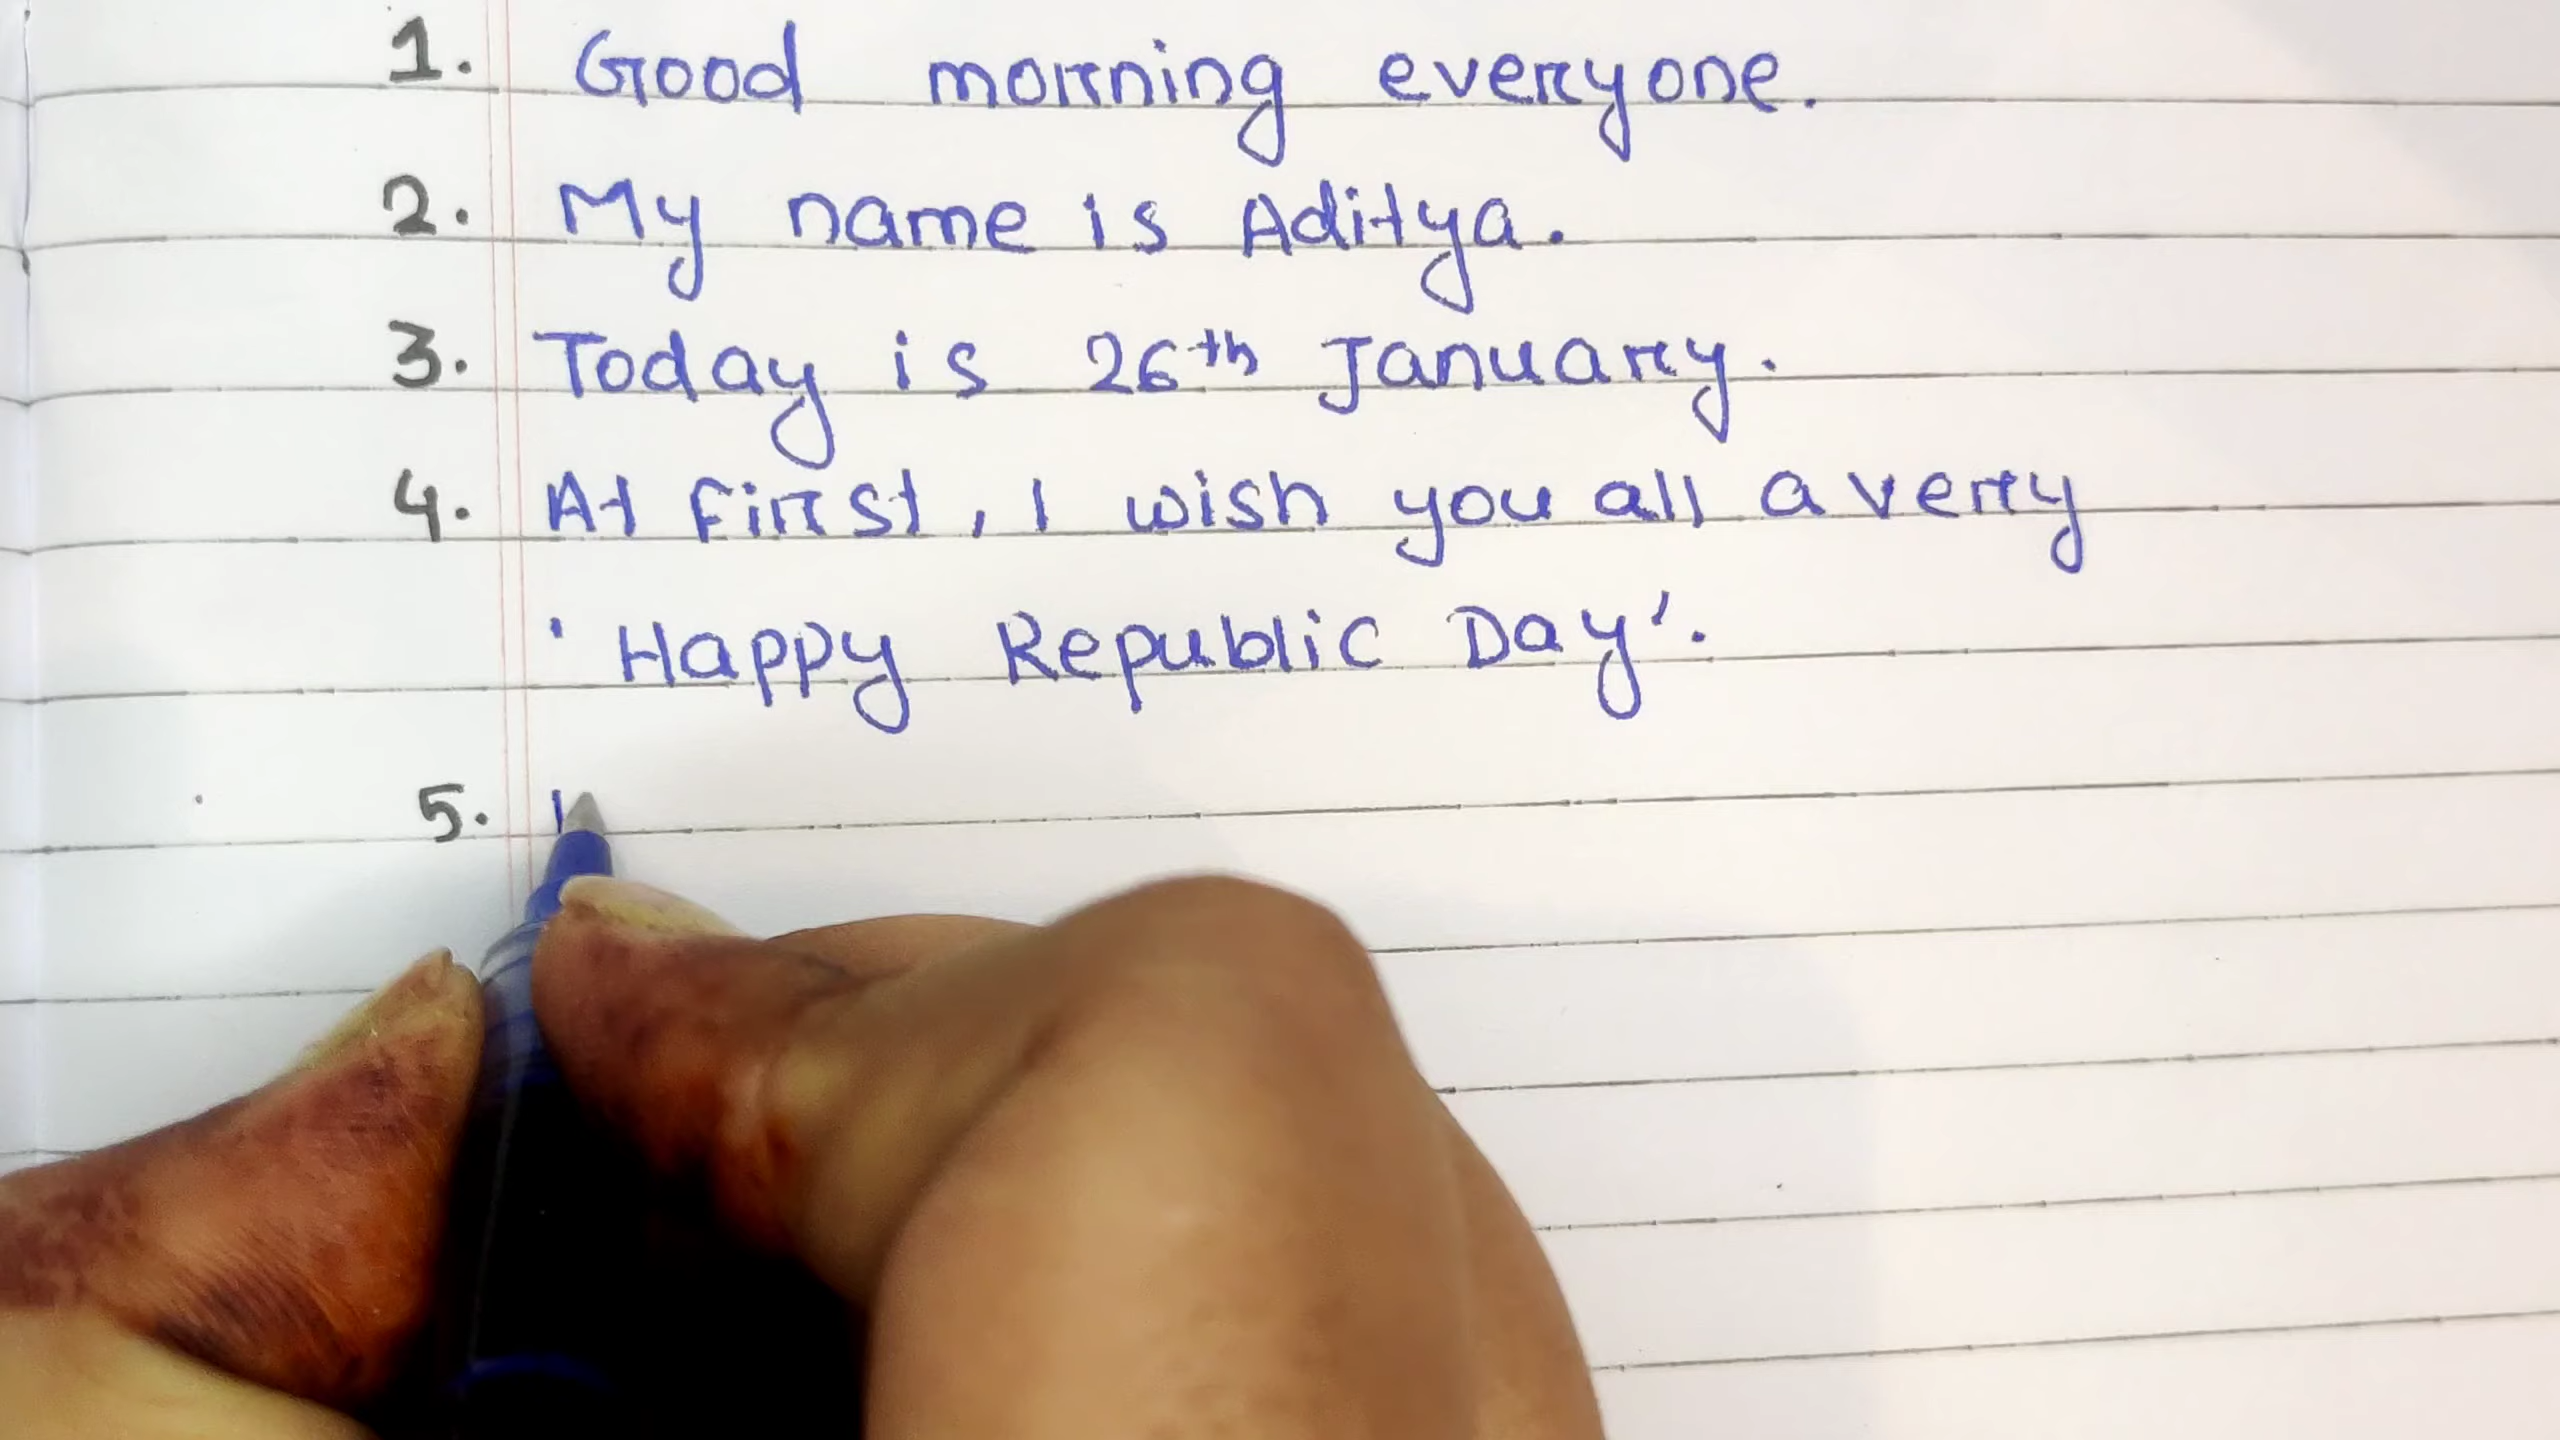 1. Good morning everyone.
2. My name is Aditya.
3. Today is 26th January.
4. At first, I wish you all a very
'Happy Republic Day'.
5.